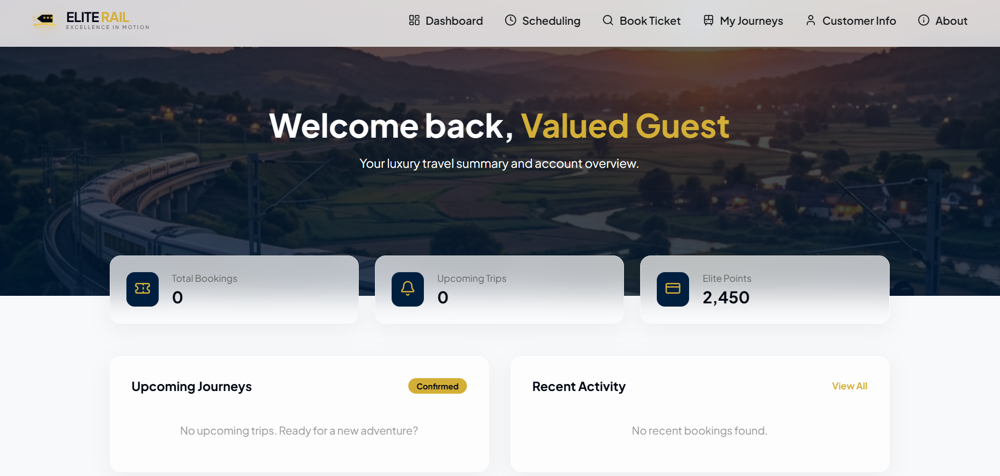 ELITE RAIL
EXCELLENCE IN MOTION
Dashboard
Scheduling
Book Ticket
My Journeys
Customer Info
About
Welcome back, Valued Guest
Your luxury travel summary and account overview.
Total Bookings
0
Upcoming Trips
0
Elite Points
2,450
Upcoming Journeys
Confirmed
No upcoming trips. Ready for a new adventure?
Recent Activity
View All
No recent bookings found.